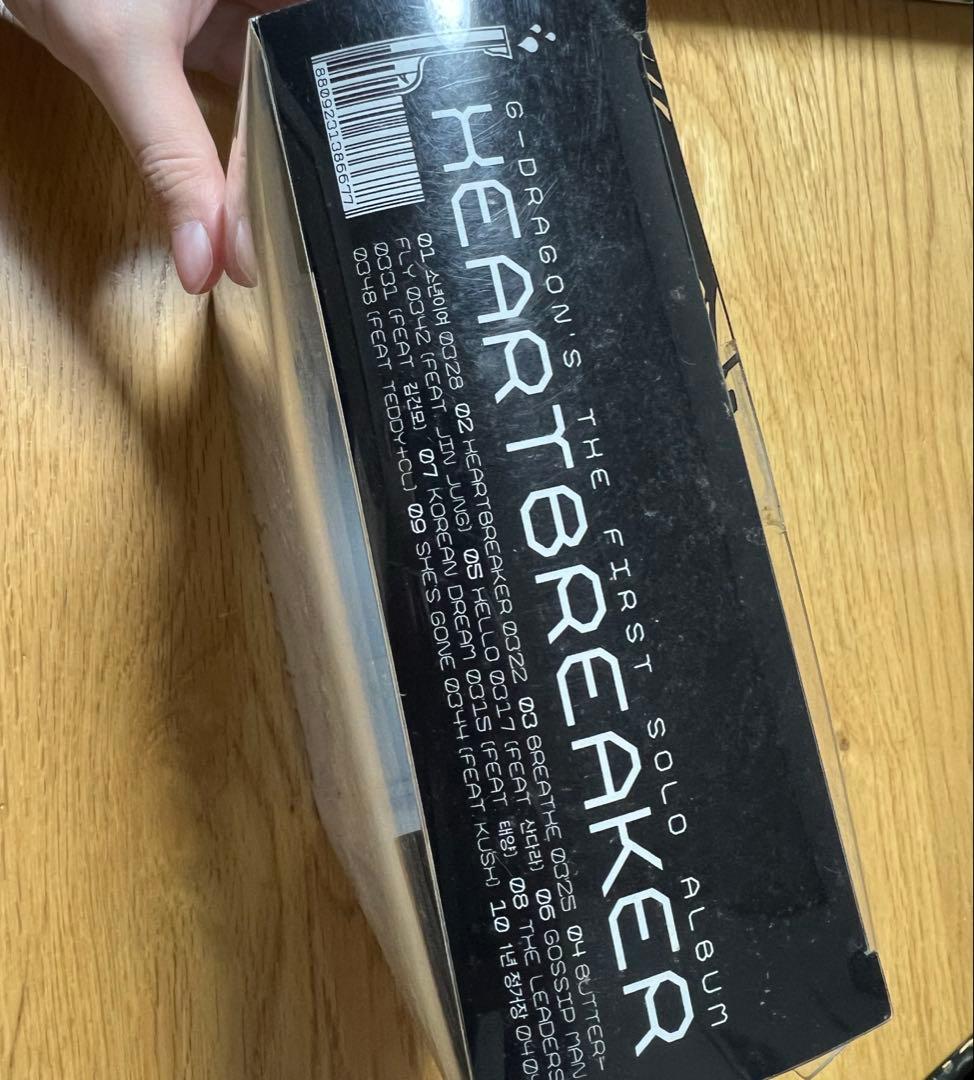 G-DRAGON'S THE FIRST SOLO ALBUM
HEARTBREAKER
01 소년이여 0328 02 HEARTBREAKER 0322 03 BREATHE 0325 04 BUTTER-
FLY 0342 (FEAT. JIN JUNG) 05 HELLO 0317 (FEAT 산다라) 06 GOSSIP MAN
0331 (FEAT 김건모) 07 KOREAN DREAM 0315 (FEAT 태양) 08 THE LEADERS
0348 (FEAT TEDDY+CL) 09 SHE'S GONE 0344 (FEAT. KUSH) 10 1년 정거장
8809231386677